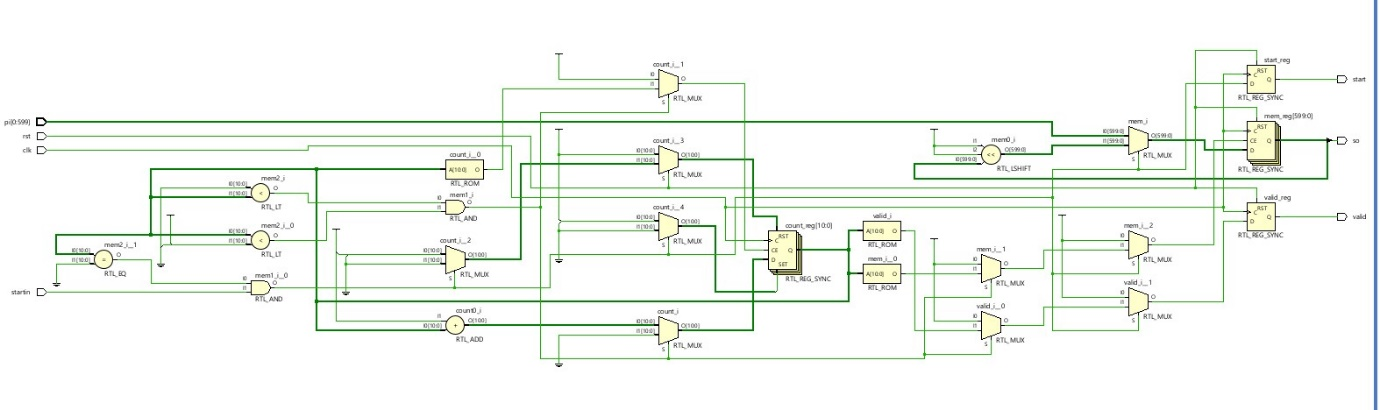 count_i__1
I0
I1
O
S
RTL_MUX
start_reg
RST
C
D
Q
RTL_REG_SYNC
start
pi[0:599]
rst
clk
mem_i
I0[599:0]
I1[599:0]
O[599:0]
S
RTL_MUX
mem_reg[599:0]
RST
C
CE
D
Q
RTL_REG_SYNC
so
mem0_i
I1
I2
I0[599:0]
<<
O[599:0]
RTL_LSHIFT
count_i__3
I0[10:0]
I1[10:0]
O[10:0]
S
RTL_MUX
count_i__0
A[10:0]
O
RTL_ROM
mem2_i
I0[10:0]
I1[10:0]
<
O
RTL_LT
mem1_i
I0
I1
O
RTL_AND
valid_reg
RST
C
D
Q
RTL_REG_SYNC
valid
mem2_i__0
I0[10:0]
I1[10:0]
<
O
RTL_LT
count_i__4
I0[10:0]
I1[10:0]
O[10:0]
S
RTL_MUX
count_reg[10:0]
RST
C
CE
D
SET
Q
RTL_REG_SYNC
valid_i
A[10:0]
O
RTL_ROM
mem2_i__1
I0[10:0]
I1[10:0]
=
O
RTL_EQ
count_i__2
I0[10:0]
I1[10:0]
O[10:0]
S
RTL_MUX
mem_i__0
A[10:0]
O
RTL_ROM
mem_i__1
I0
I1
O
S
RTL_MUX
mem_i__2
I0
I1
O
S
RTL_MUX
startin
mem1_i__0
I0
I1
O
RTL_AND
count0_i
I1
I0[10:0]
+
O[10:0]
RTL_ADD
count_i
I0[10:0]
I1[10:0]
O[10:0]
S
RTL_MUX
valid_i__0
I0
I1
O
S
RTL_MUX
valid_i__1
I0
I1
O
S
RTL_MUX